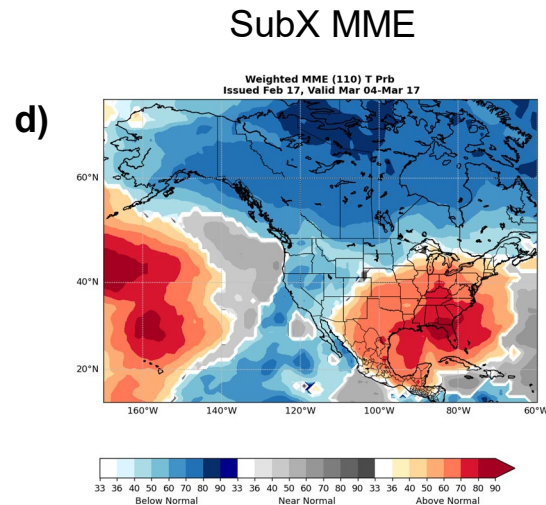 SubX MME
d)
Weighted MME (110) T Prb
Issued Feb 17, Valid Mar 04-Mar 17
60°N
40°N
20°N
160°W 140°W 120°W 100°W 80°W 60°W
33 36 40 50 60 70 80 90 33 36 40 50 60 70 80 90 33 36 40 50 60 70 80 90
Below Normal Near Normal Above Normal